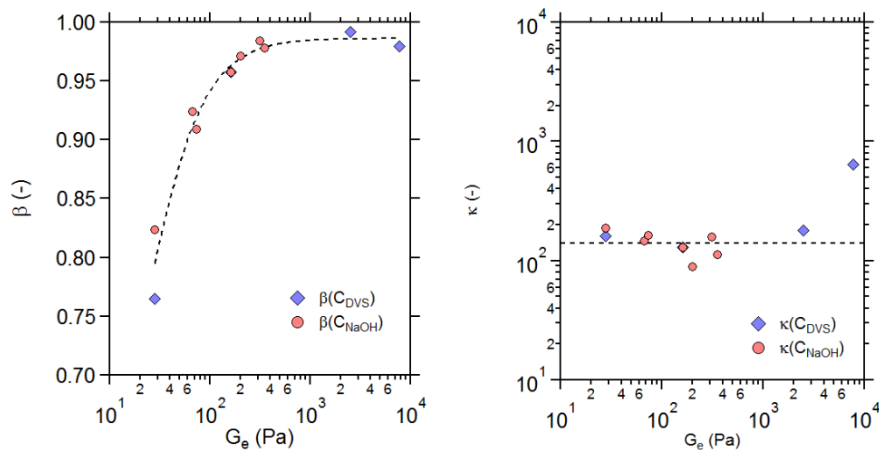 1.00
0.95
0.90
0.85
0.80
0.75
0.70
β (-)
β(C_DVS)
β(C_NaOH)
2 4 6 2 4 6 2 4 6
10^1 10^2 10^3 10^4
G_e (Pa)
10^4
6
4
2
10^3
6
4
2
10^2
6
4
2
10^1
κ (-)
κ(C_DVS)
κ(C_NaOH)
2 4 6 2 4 6 2 4 6
10^1 10^2 10^3 10^4
G_e (Pa)